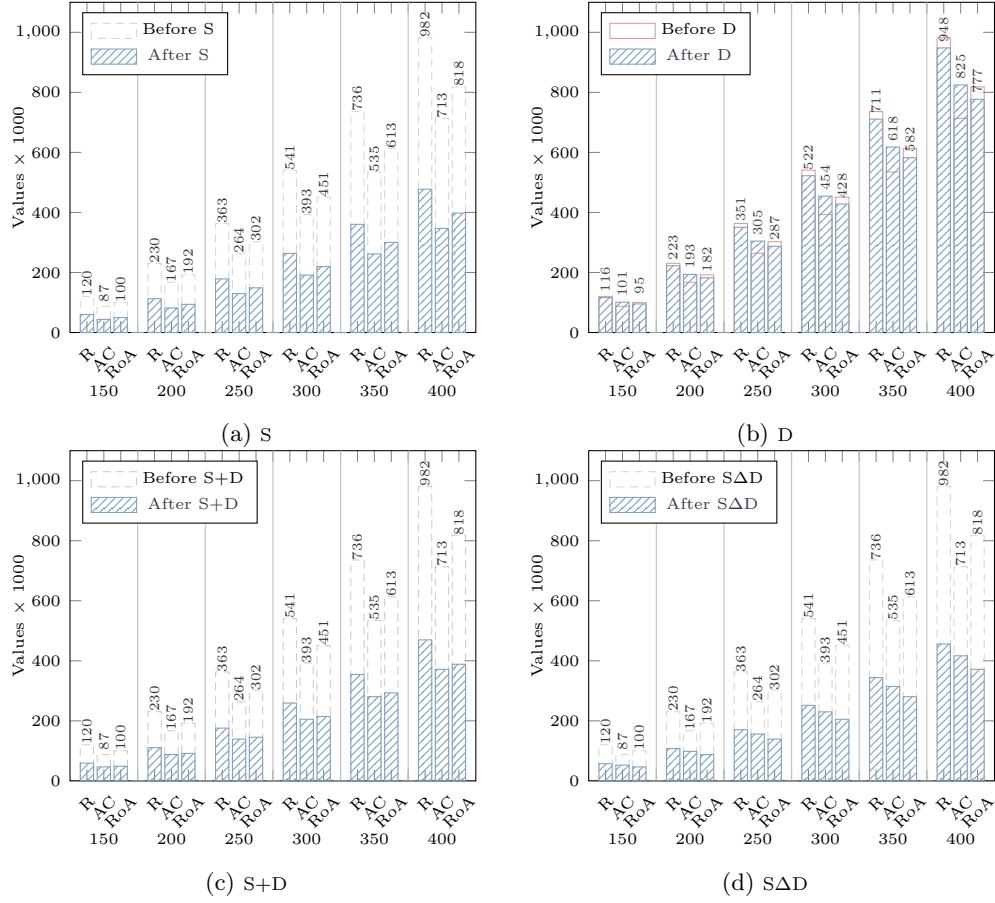 1,000
800
600
400
200
0
Values × 1000
Before S
After S
120 87 100 230 167 192 363 264 302 541 393 451 736 535 613 982 713 818
R AC RoA R AC RoA R AC RoA R AC RoA R AC RoA R AC RoA
150 200 250 300 350 400
(a) S
1,000
800
600
400
200
0
Values × 1000
Before D
After D
116 101 95 223 193 182 351 305 287 522 454 428 711 618 582 948 825 777
R AC RoA R AC RoA R AC RoA R AC RoA R AC RoA R AC RoA
150 200 250 300 350 400
(b) D
1,000
800
600
400
200
0
Values × 1000
Before S+D
After S+D
120 87 100 230 167 192 363 264 302 541 393 451 736 535 613 982 713 818
R AC RoA R AC RoA R AC RoA R AC RoA R AC RoA R AC RoA
150 200 250 300 350 400
(c) S+D
1,000
800
600
400
200
0
Values × 1000
Before SΔD
After SΔD
120 87 100 230 167 192 363 264 302 541 393 451 736 535 613 982 713 818
R AC RoA R AC RoA R AC RoA R AC RoA R AC RoA R AC RoA
150 200 250 300 350 400
(d) SΔD